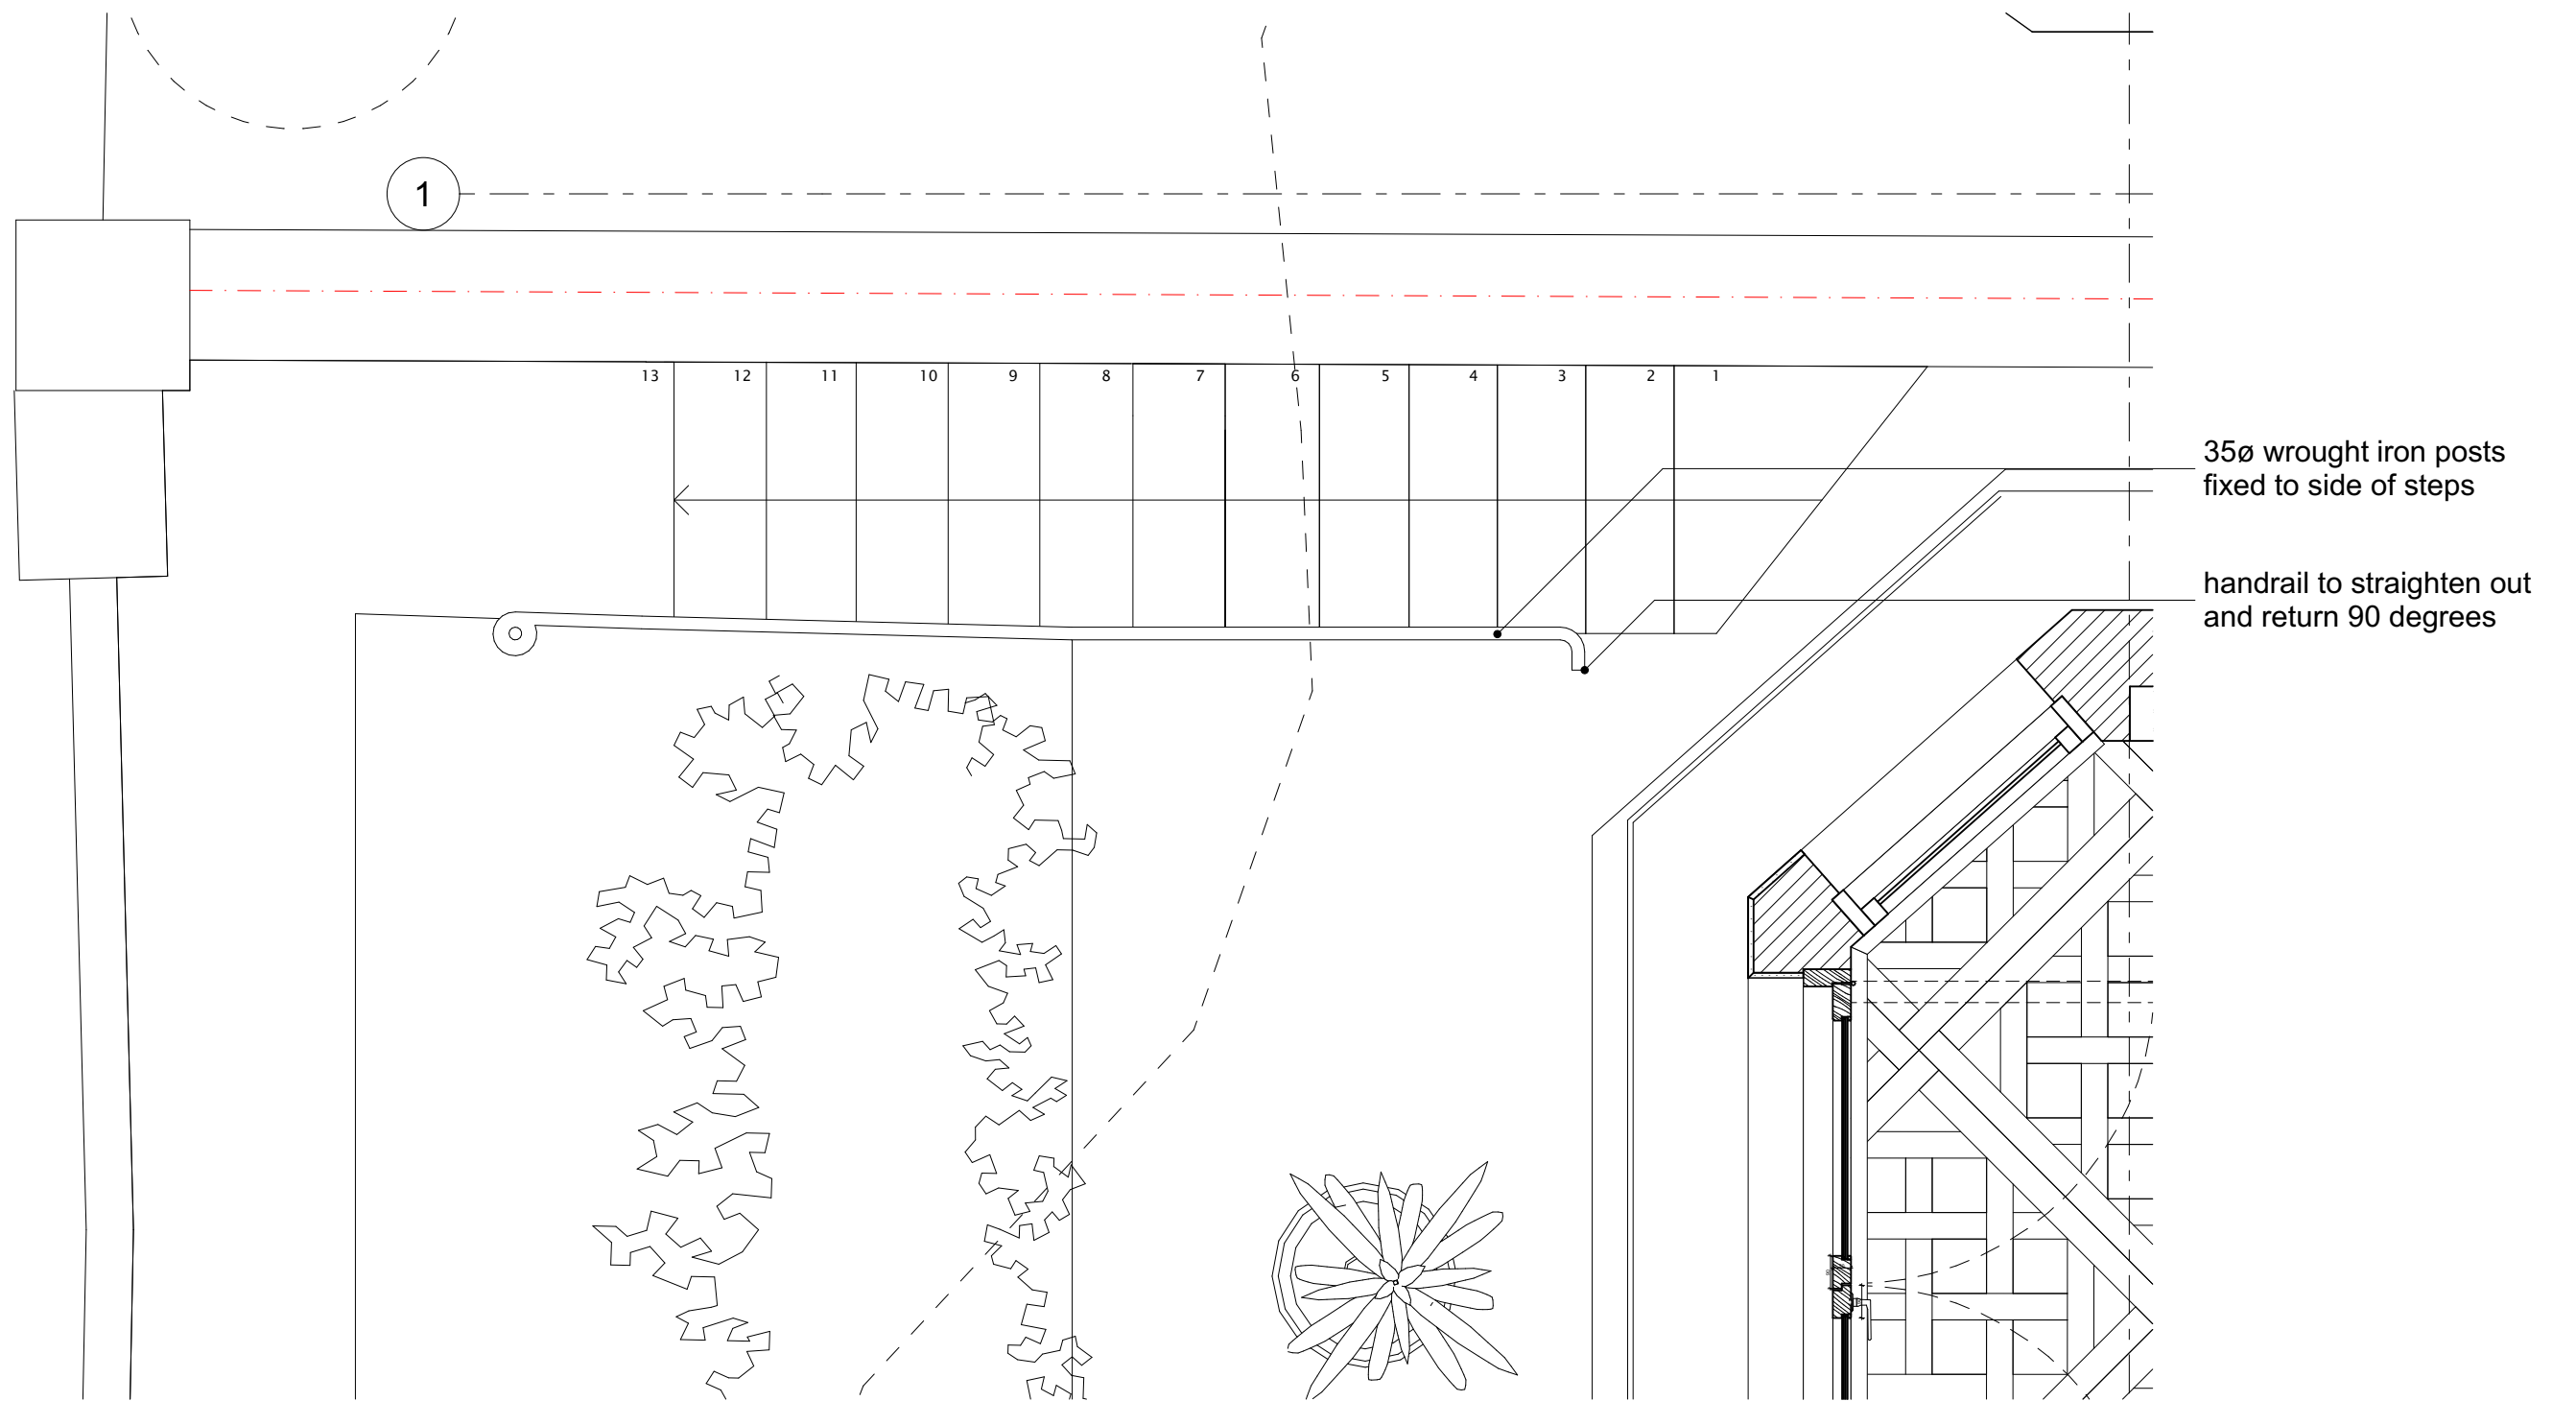 1
13 12 11 10 9 8 7 6 5 4 3 2 1
35ø wrought iron posts
fixed to side of steps
handrail to straighten out
and return 90 degrees